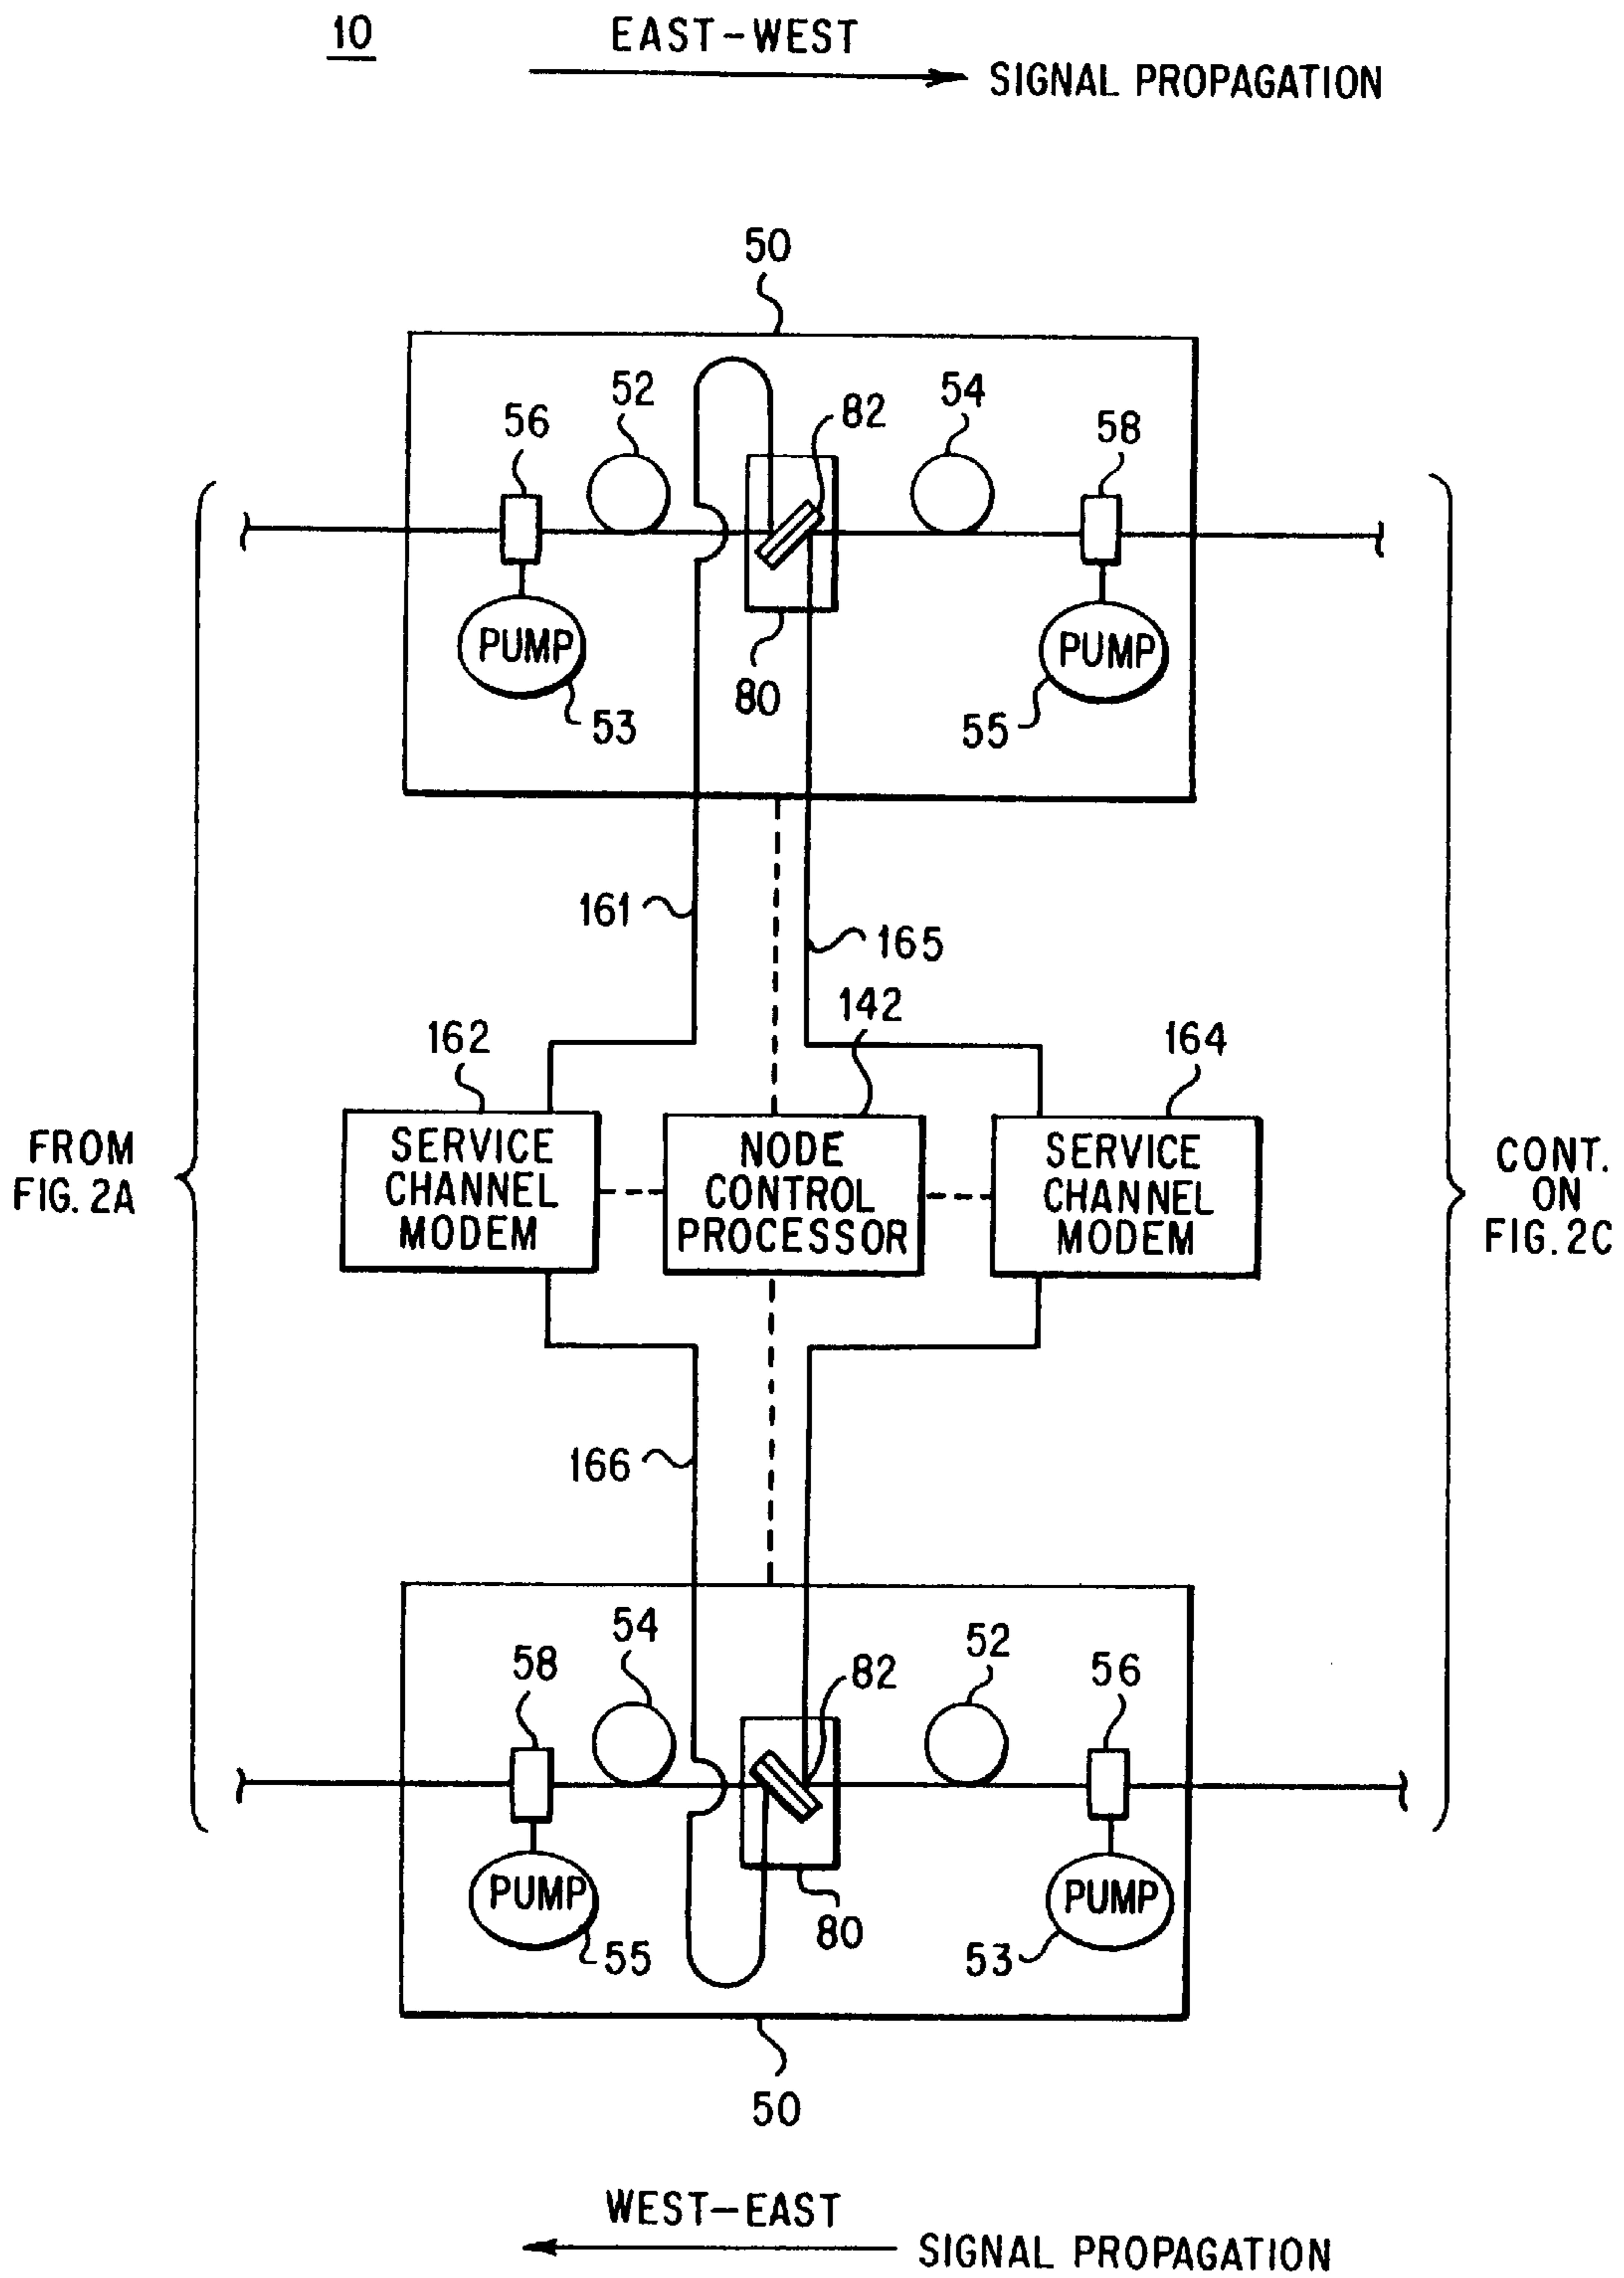 10
EAST-WEST
SIGNAL PROPAGATION
50
52
54
56
82
58
PUMP
PUMP
80
53
55
161
165
142
162
164
FROM
FIG. 2A
SERVICE
CHANNEL
MODEM
NODE
CONTROL
PROCESSOR
SERVICE
CHANNEL
MODEM
CONT.
ON
FIG. 2C
166
54
52
58
82
56
PUMP
PUMP
80
55
53
50
WEST-EAST
SIGNAL PROPAGATION